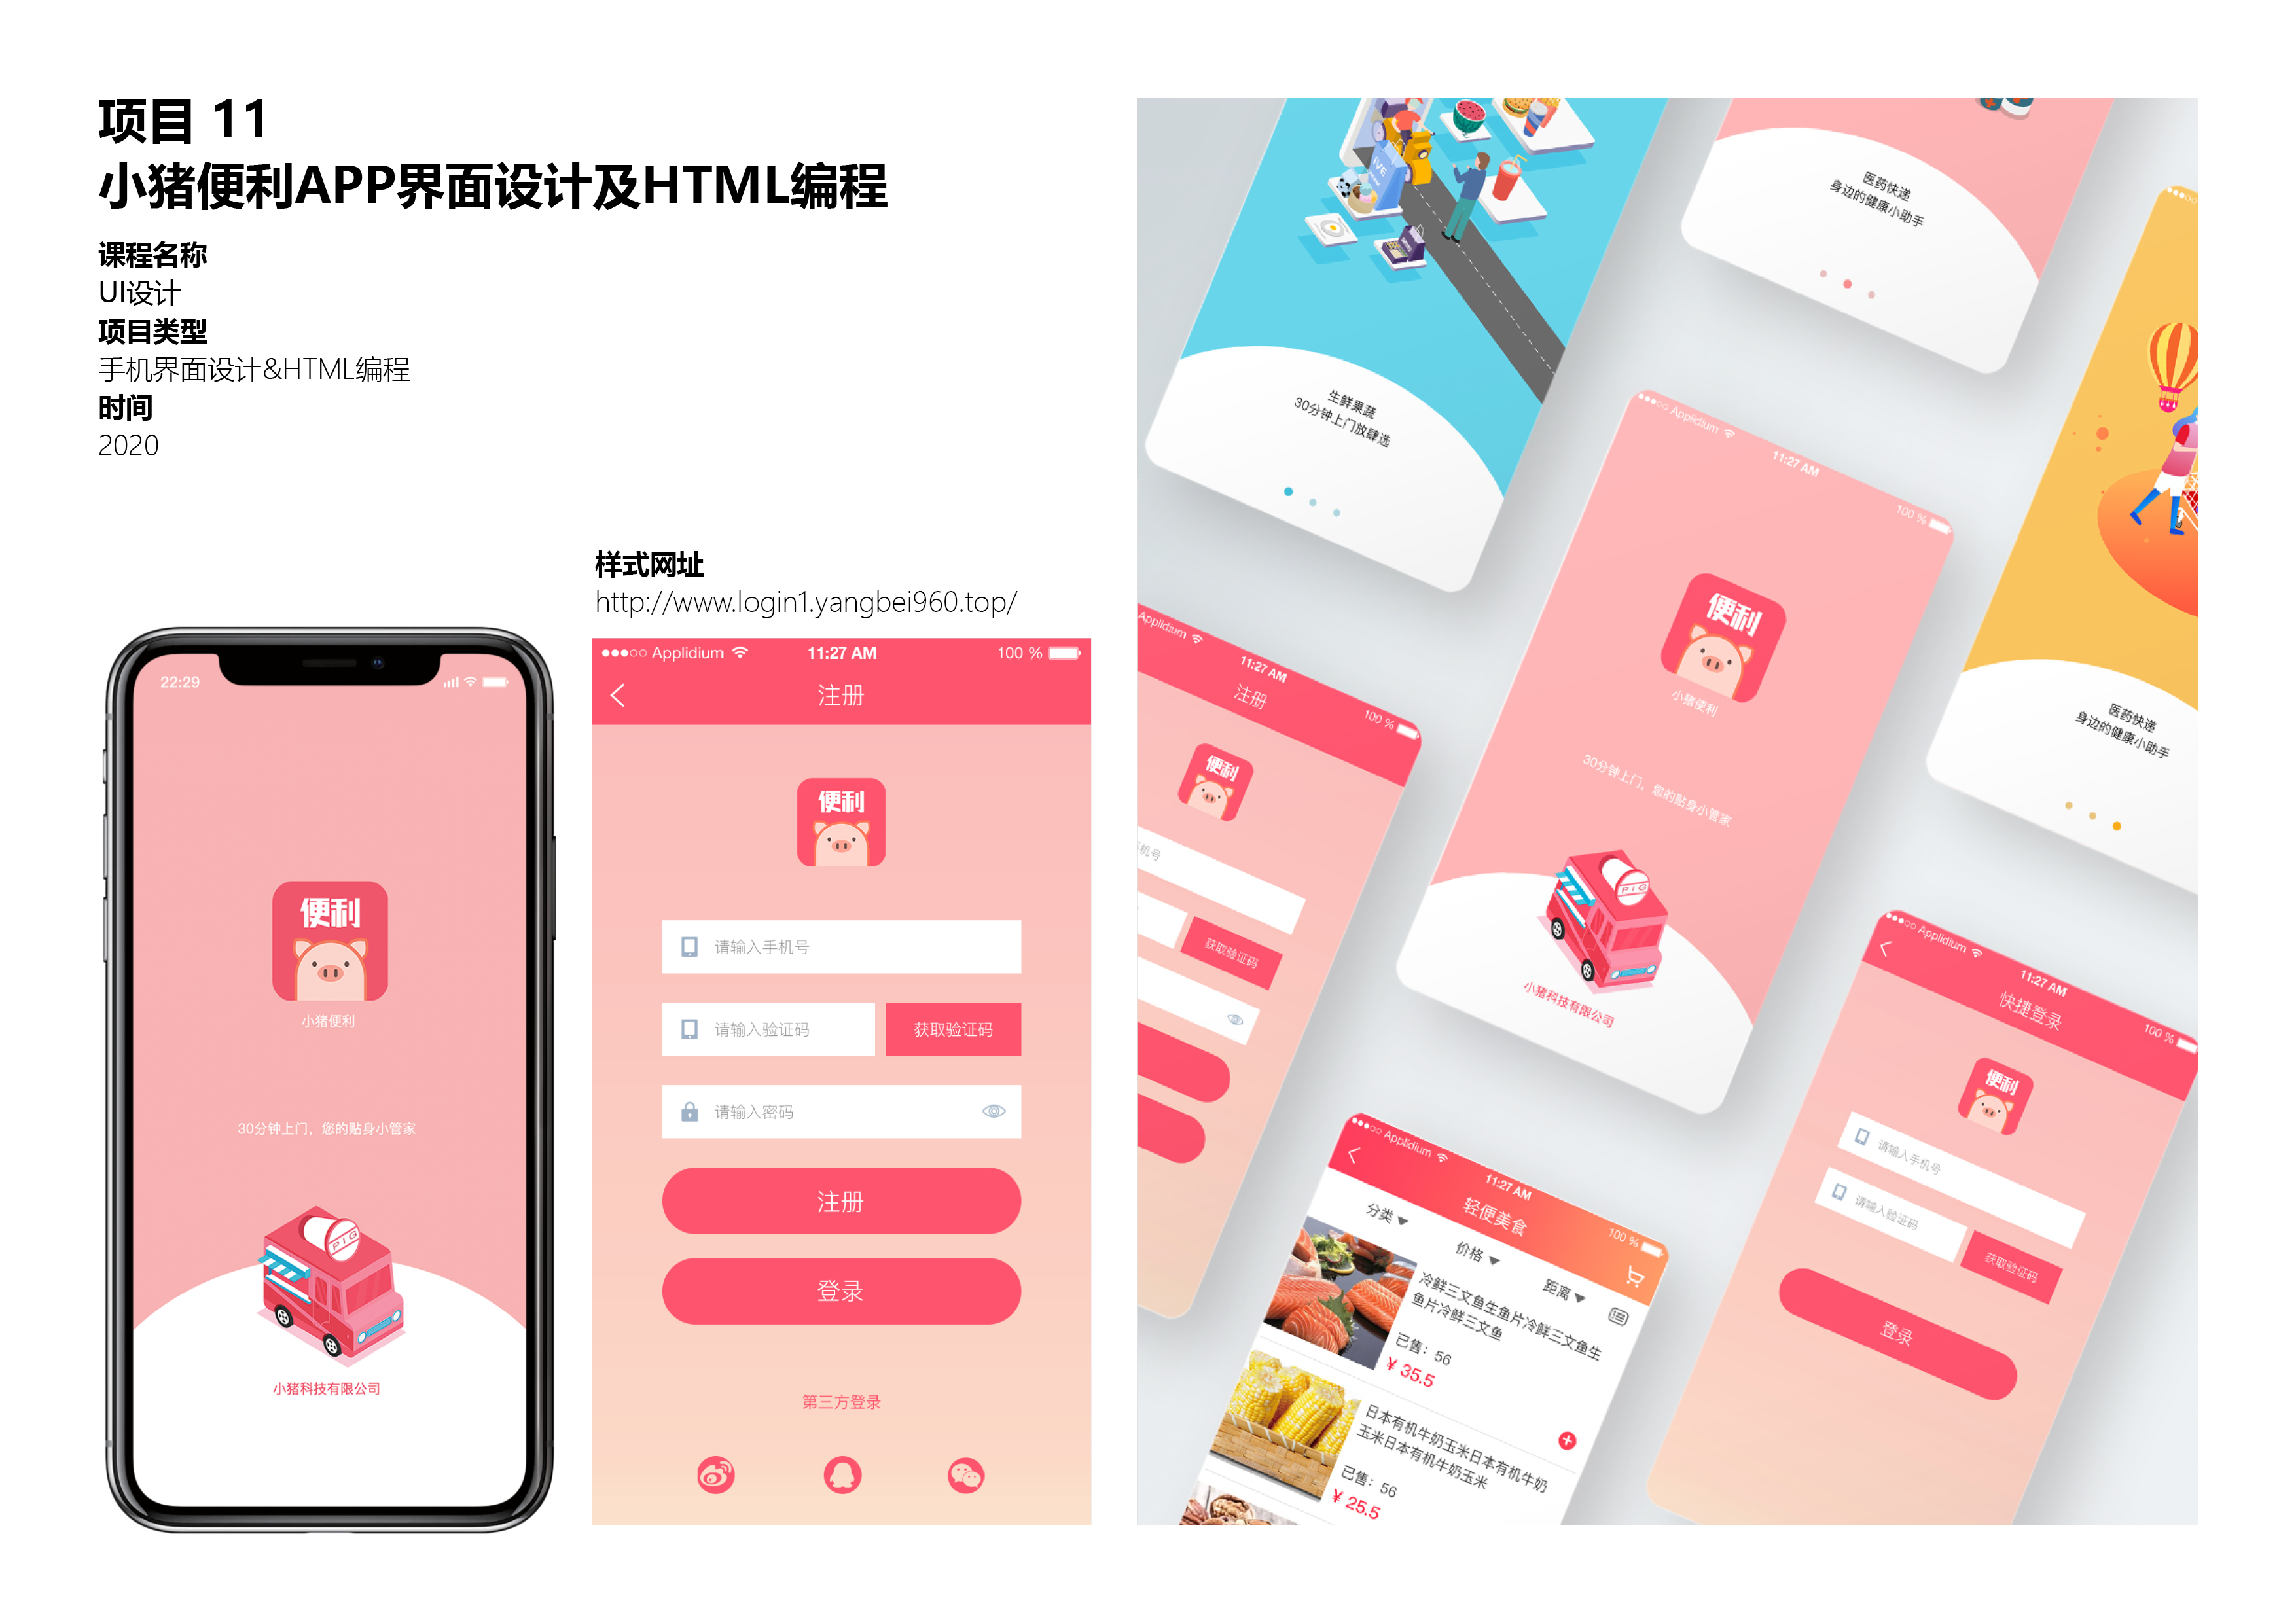 项目 11
小猪便利APP界面设计及HTML编程
课程名称
UI设计
项目类型
手机界面设计&HTML编程
时间
2020
样式网址
http://www.login1.yangbei960.top/
22:29
便利
小猪便利
30分钟上门，您的贴身小管家
PIG
小猪科技有限公司
Applidium
11:27 AM
100 %
注册
便利
请输入手机号
请输入验证码
获取验证码
请输入密码
注册
登录
第三方登录
生鲜果蔬
30分钟上门放肆选
医药快递
身边的健康小助手
Applidium
11:27 AM
100 %
便利
小猪便利
30分钟上门，您的贴身小管家
PIG
小猪科技有限公司
医药快递
身边的健康小助手
Applidium
11:27 AM
100 %
注册
便利
机号
获取验证码
Applidium
11:27 AM
100 %
轻便美食
分类
价格
距离
冷鲜三文鱼生鱼片冷鲜三文鱼生
鱼片冷鲜三文鱼
已售：56
¥ 35.5
日本有机牛奶玉米日本有机牛奶
玉米日本有机牛奶玉米
已售：56
¥ 25.5
Applidium
11:27 AM
100 %
快捷登录
便利
请输入手机号
请输入验证码
获取验证码
登录